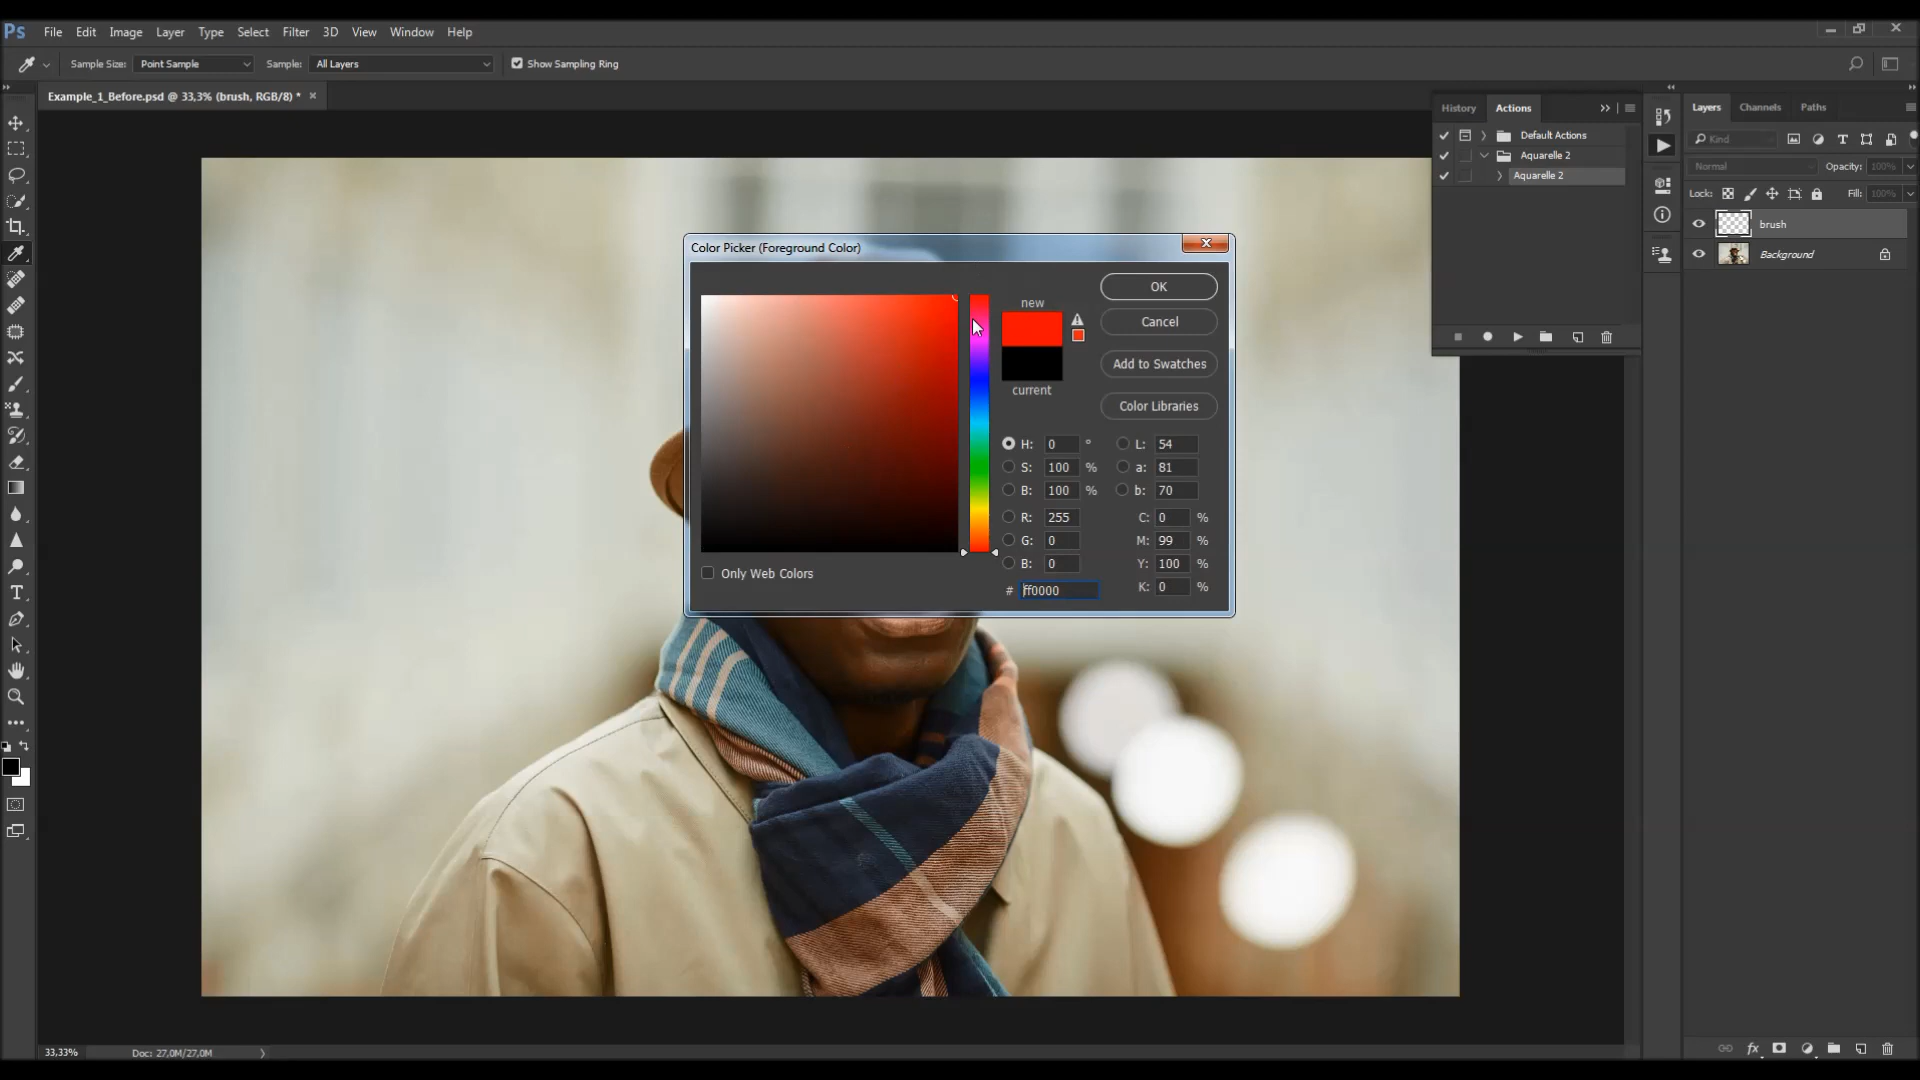 Ps File Edit Image Layer Type Select Filter 3D View Window Help
Sample Size: Point Sample Sample: All Layers Show Sampling Ring
Example_1_Before.psd @ 33,3% (brush, RGB/8) *
History Actions
Default Actions
Aquarelle 2
Aquarelle 2
Layers Channels Paths
Kind
Normal Opacity: 100%
Lock: Fill: 100%
brush
Background
Color Picker (Foreground Color)
new
current
OK
Cancel
Add to Swatches
Color Libraries
H: 0 ° L: 54
S: 100 % a: 81
B: 100 % b: 70
R: 255 C: 0 %
G: 0 M: 99 %
B: 0 Y: 100 %
# ff0000 K: 0 %
Only Web Colors
33,33% Doc: 27,0M/27,0M